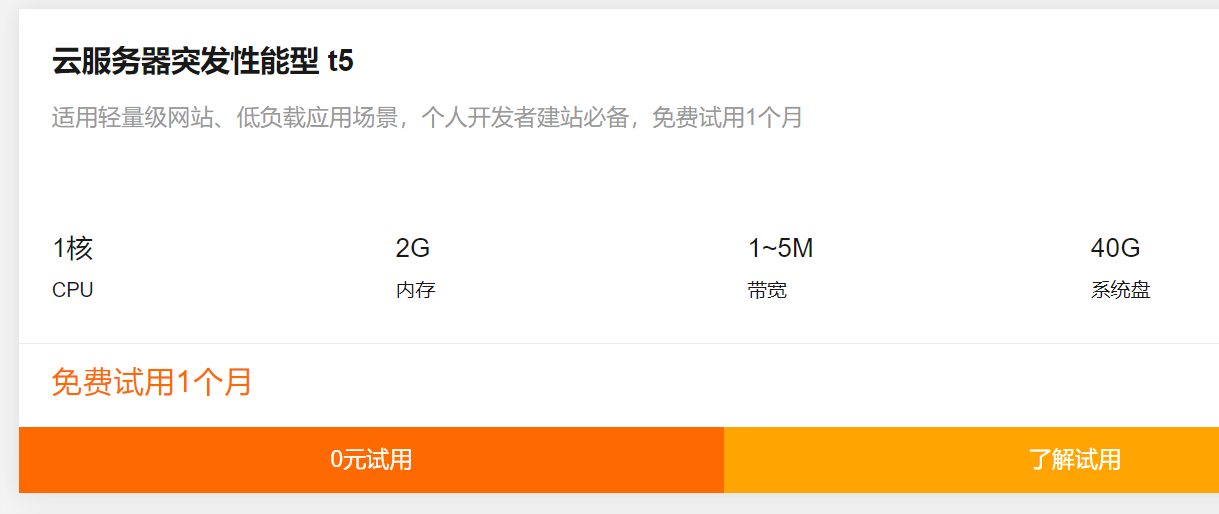 云服务器突发性能型 t5
适用轻量级网站、低负载应用场景，个人开发者建站必备，免费试用1个月
1核
2G
1~5M
40G
CPU
内存
带宽
系统盘
免费试用1个月
0元试用
了解试用